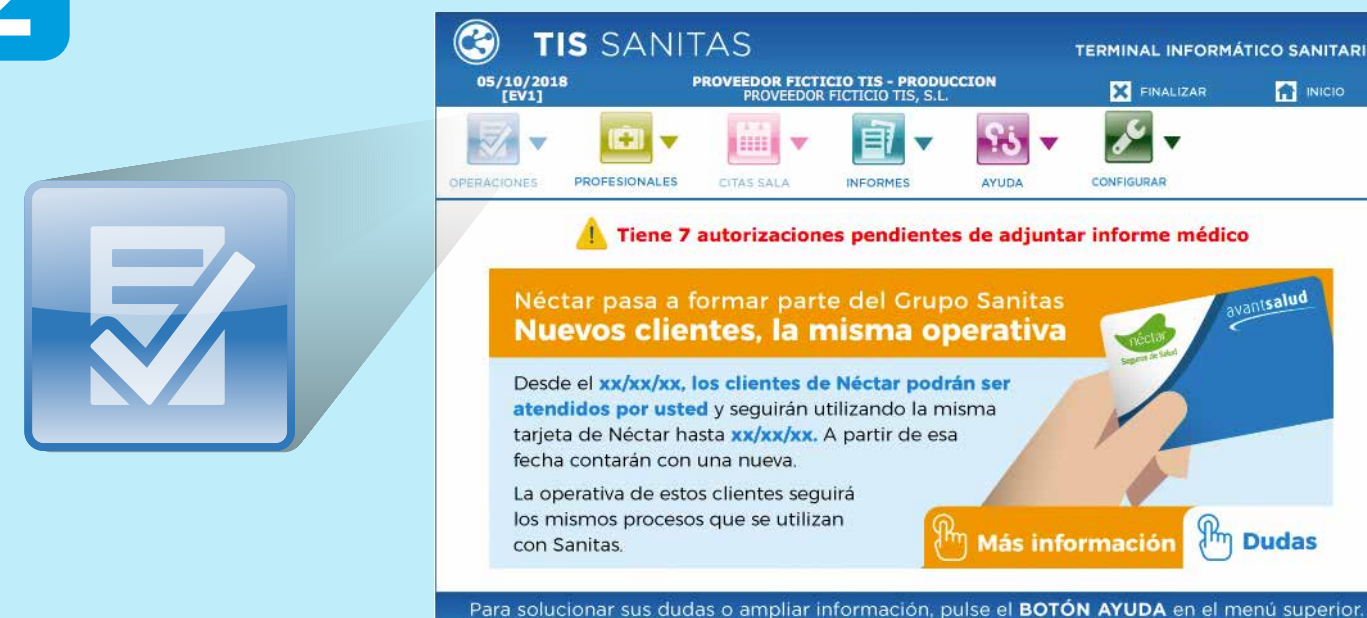 2
TIS SANITAS
TERMINAL INFORMÁTICO SANITARI
05/10/2018
[EV1]
PROVEEDOR FICTICIO TIS - PRODUCCION
PROVEEDOR FICTICIO TIS, S.L.
FINALIZAR
INICIO
OPERACIONES
PROFESIONALES
CITAS SALA
INFORMES
AYUDA
CONFIGURAR
Tiene 7 autorizaciones pendientes de adjuntar informe médico
Néctar pasa a formar parte del Grupo Sanitas
Nuevos clientes, la misma operativa
avantsalud
néctar
Seguros de Salud
Desde el xx/xx/xx, los clientes de Néctar podrán ser
atendidos por usted y seguirán utilizando la misma
tarjeta de Néctar hasta xx/xx/xx. A partir de esa
fecha contarán con una nueva.
La operativa de estos clientes seguirá
los mismos procesos que se utilizan
con Sanitas.
Más información
Dudas
Para solucionar sus dudas o ampliar información, pulse el BOTÓN AYUDA en el menú superior.